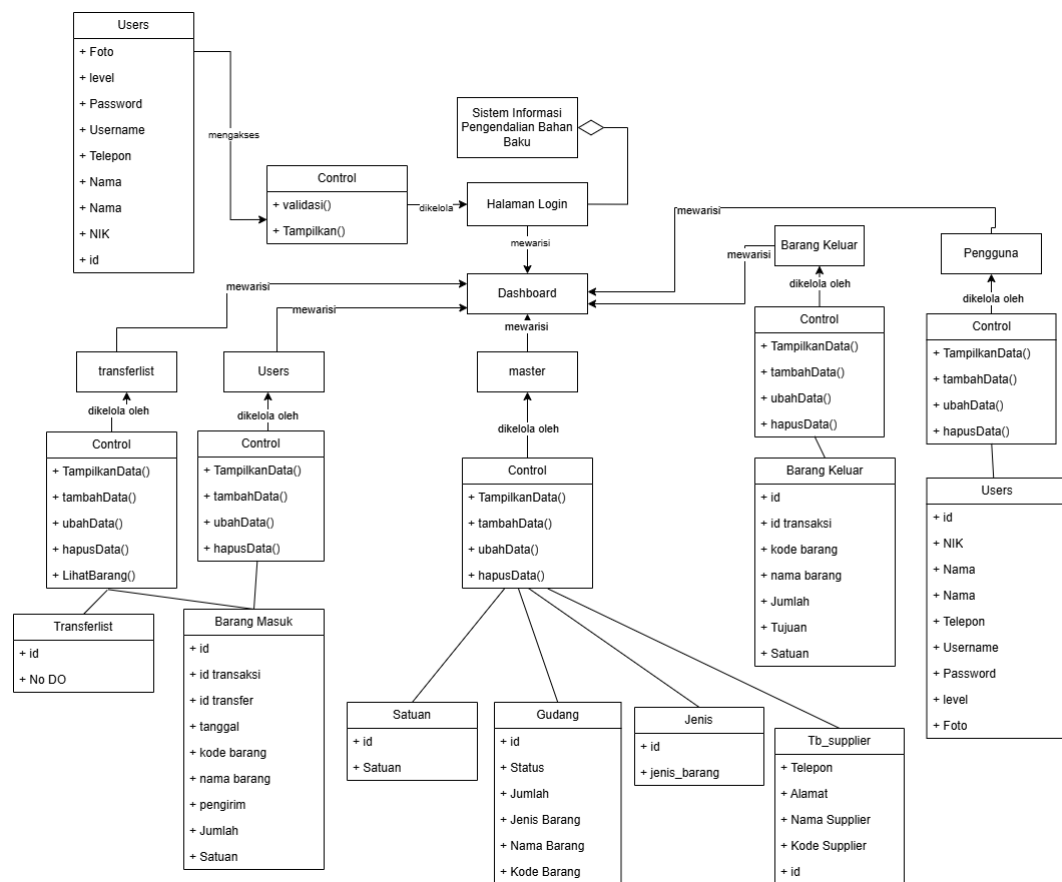 Users
+ Foto
+ level
+ Password
+ Username
+ Telepon
+ Nama
+ Nama
+ NIK
+ id
mengakses
Control
+ validasi()
+ Tampilkan()
dikelola
Sistem Informasi
Pengendalian Bahan
Baku
Halaman Login
mewarisi
Dashboard
mewarisi
mewarisi
mewarisi
mewarisi
mewarisi
transferlist
dikelola oleh
Control
+ TampilkanData()
+ tambahData()
+ ubahData()
+ hapusData()
+ LihatBarang()
Transferlist
+ id
+ No DO
Users
dikelola oleh
Control
+ TampilkanData()
+ tambahData()
+ ubahData()
+ hapusData()
Barang Masuk
+ id
+ id transaksi
+ id transfer
+ tanggal
+ kode barang
+ nama barang
+ pengirim
+ Jumlah
+ Satuan
master
dikelola oleh
Control
+ TampilkanData()
+ tambahData()
+ ubahData()
+ hapusData()
Satuan
+ id
+ Satuan
Gudang
+ id
+ Status
+ Jumlah
+ Jenis Barang
+ Nama Barang
+ Kode Barang
Jenis
+ id
+ jenis_barang
Tb_supplier
+ Telepon
+ Alamat
+ Nama Supplier
+ Kode Supplier
+ id
Barang Keluar
dikelola oleh
Control
+ TampilkanData()
+ tambahData()
+ ubahData()
+ hapusData()
Barang Keluar
+ id
+ id transaksi
+ kode barang
+ nama barang
+ Jumlah
+ Tujuan
+ Satuan
Pengguna
dikelola oleh
Control
+ TampilkanData()
+ tambahData()
+ ubahData()
+ hapusData()
Users
+ id
+ NIK
+ Nama
+ Nama
+ Telepon
+ Username
+ Password
+ level
+ Foto